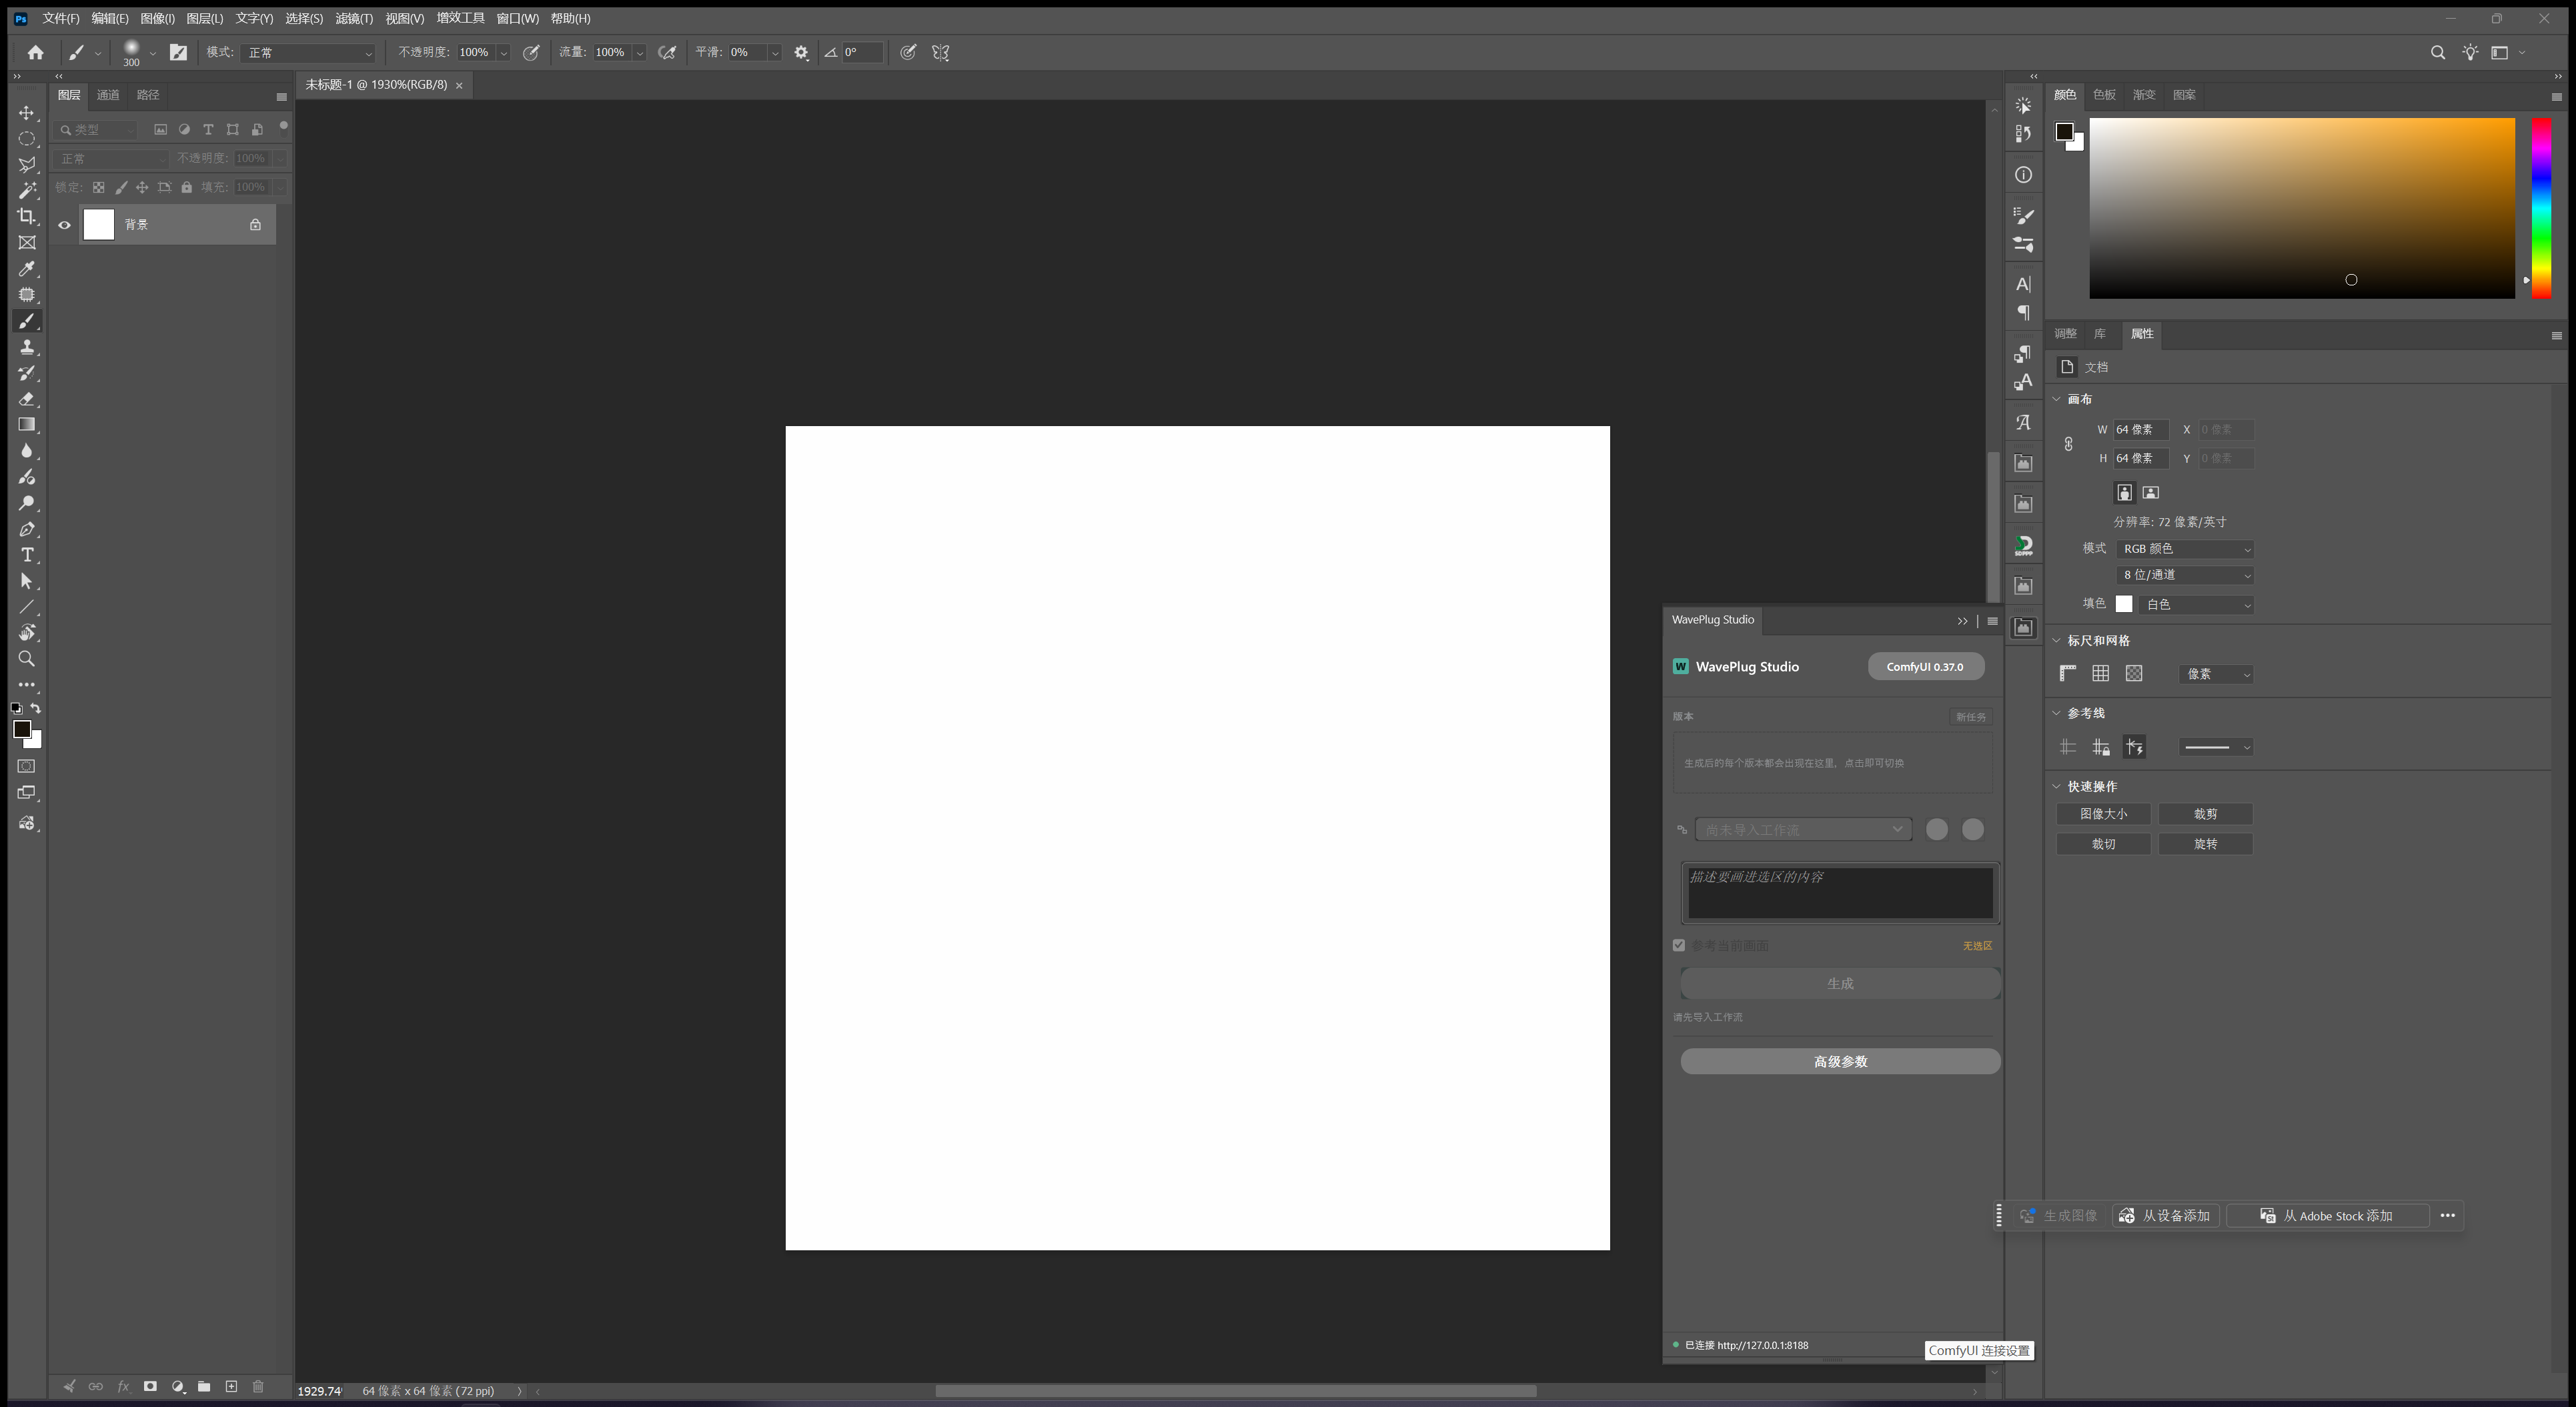 Ps 文件(F) 编辑(E) 图像(I) 图层(L) 文字(Y) 选择(S) 滤镜(T) 视图(V) 增效工具 窗口(W) 帮助(H)
300 模式: 正常 不透明度: 100% 流量: 100% 平滑: 0% 0°
图层 通道 路径
类型
正常 不透明度: 100%
锁定: 填充: 100%
背景
未标题-1 @ 1930%(RGB/8) ×
1929.74
64 像素 x 64 像素 (72 ppi)
WavePlug Studio
W WavePlug Studio ComfyUI 0.37.0
版本 新任务
生成后的每个版本都会出现在这里，点击即可切换
尚未导入工作流
描述要画进选区的内容
参考当前画面 无选区
生成
请先导入工作流
高级参数
已连接 http://127.0.0.1:8188
ComfyUI 连接设置
SDPPP
颜色 色板 渐变 图案
调整 库 属性
文档
画布
W 64 像素 X 0 像素
H 64 像素 Y 0 像素
分辨率: 72 像素/英寸
模式 RGB 颜色
8 位/通道
填色 白色
标尺和网格
像素
参考线
快速操作
图像大小 裁剪
裁切 旋转
生成图像 从设备添加 从 Adobe Stock 添加